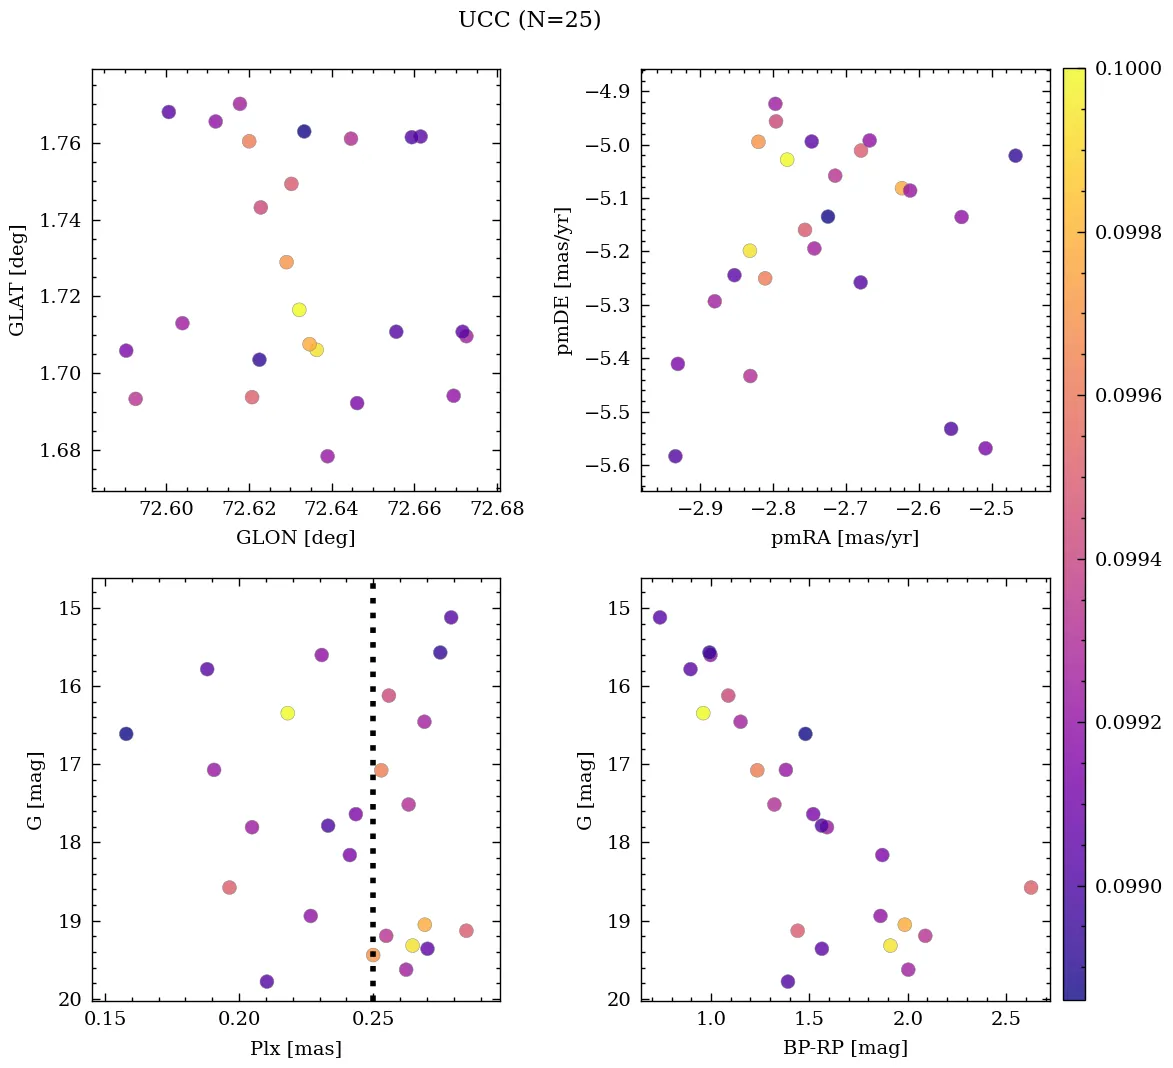 UCC (N=25)
1.76
1.74
1.72
1.70
1.68
GLAT [deg]
72.60 72.62 72.64 72.66 72.68
GLON [deg]
−4.9
−5.0
−5.1
−5.2
−5.3
−5.4
−5.5
−5.6
pmDE [mas/yr]
−2.9 −2.8 −2.7 −2.6 −2.5
pmRA [mas/yr]
15
16
17
18
19
20
G [mag]
0.15 0.20 0.25
Plx [mas]
15
16
17
18
19
20
G [mag]
1.0 1.5 2.0 2.5
BP-RP [mag]
0.1000
0.0998
0.0996
0.0994
0.0992
0.0990